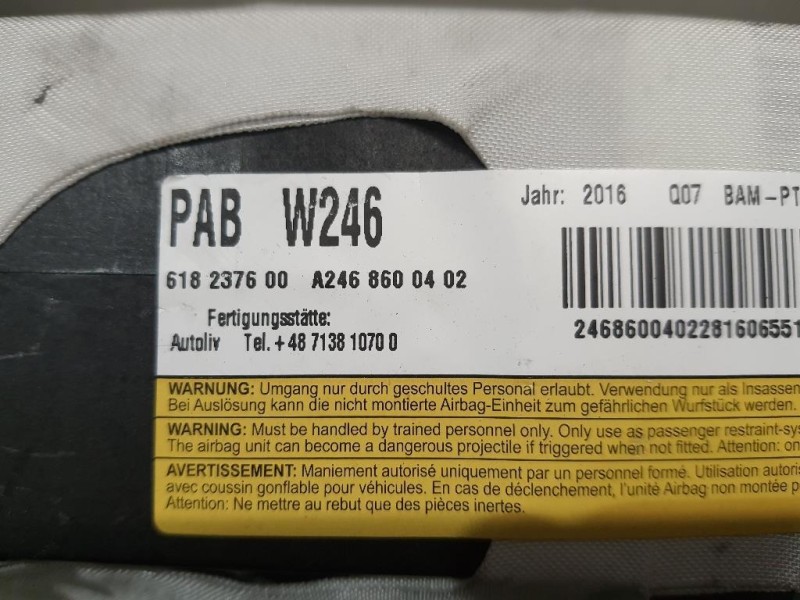 PAB W246
Jahr: 2016 Q07 BAM-PT
618 2376 00 A246 860 04 02
2468600402281606551
Fertigungsstätte:
Autoliv Tel. +48 71381070 0
WARNUNG: Umgang nur durch geschultes Personal erlaubt. Verwendung nur als Insassen
Bei Auslösung kann die nicht montierte Airbag-Einheit zum gefährlichen Wurfstück werden.
WARNING: Must be handled by trained personnel only. Only use as passenger restraint-sy
The airbag unit can become a dangerous projectile if triggered when not fitted. Attention: on
AVERTISSEMENT: Maniement autorisé uniquement par un personnel formé. Utilisation autoris
avec coussin gonflable pour véhicules. En cas de déclenchement, l'unité Airbag non montée p
Attention: Ne mettre au rebut que des pièces inertes.